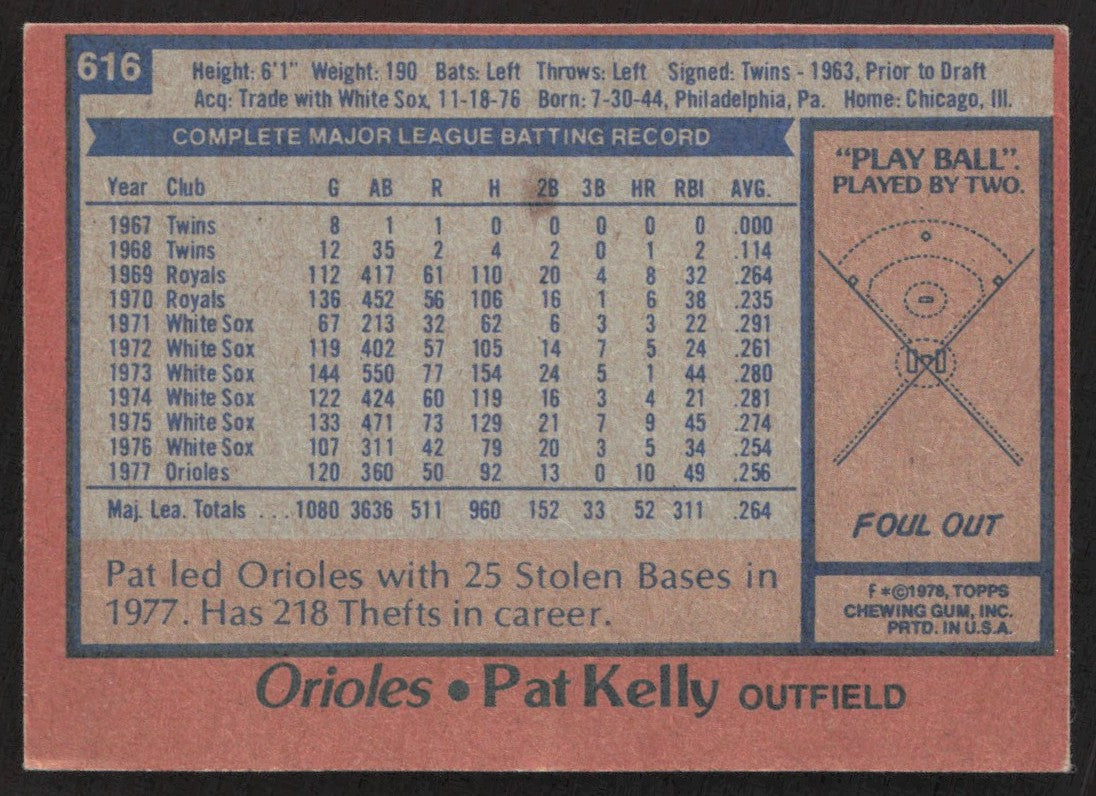 616
Height: 6'1" Weight: 190 Bats: Left Throws: Left Signed: Twins - 1963, Prior to Draft
Acq: Trade with White Sox, 11-18-76 Born: 7-30-44, Philadelphia, Pa. Home: Chicago, Ill.
COMPLETE MAJOR LEAGUE BATTING RECORD
Year Club G AB R H 2B 3B HR RBI AVG.
1967 Twins 8 1 1 0 0 0 0 0 .000
1968 Twins 12 35 2 4 2 0 1 2 .114
1969 Royals 112 417 61 110 20 4 8 32 .264
1970 Royals 136 452 56 106 16 1 6 38 .235
1971 White Sox 67 213 32 62 6 3 3 22 .291
1972 White Sox 119 402 57 105 14 7 5 24 .261
1973 White Sox 144 550 77 154 24 5 1 44 .280
1974 White Sox 122 424 60 119 16 3 4 21 .281
1975 White Sox 133 471 73 129 21 7 9 45 .274
1976 White Sox 107 311 42 79 20 3 5 34 .254
1977 Orioles 120 360 50 92 13 0 10 49 .256
Maj. Lea. Totals ... 1080 3636 511 960 152 33 52 311 .264
Pat led Orioles with 25 Stolen Bases in
1977. Has 218 Thefts in career.
"PLAY BALL".
PLAYED BY TWO.
FOUL OUT
F*©1978, TOPPS
CHEWING GUM, INC.
PRTD. IN U.S.A.
Orioles • Pat Kelly OUTFIELD